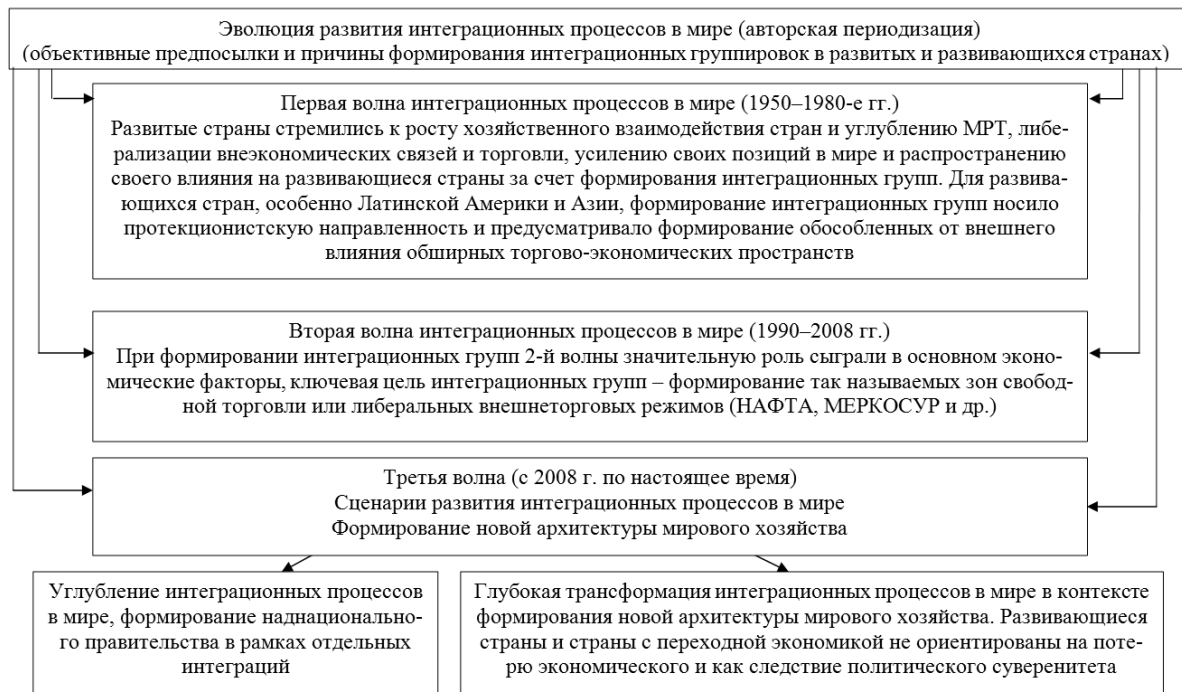 Эволюция развития интеграционных процессов в мире (авторская периодизация)
(объективные предпосылки и причины формирования интеграционных группировок в развитых и развивающихся странах)
Первая волна интеграционных процессов в мире (1950–1980-е гг.)
Развитые страны стремились к росту хозяйственного взаимодействия стран и углублению МРТ, либе-
рализации внеэкономических связей и торговли, усилению своих позиций в мире и распространению
своего влияния на развивающиеся страны за счет формирования интеграционных групп. Для развива-
ющихся стран, особенно Латинской Америки и Азии, формирование интеграционных групп носило
протекционистскую направленность и предусматривало формирование обособленных от внешнего
влияния обширных торгово-экономических пространств
Вторая волна интеграционных процессов в мире (1990–2008 гг.)
При формировании интеграционных групп 2-й волны значительную роль сыграли в основном эконо-
мические факторы, ключевая цель интеграционных групп – формирование так называемых зон свобод-
ной торговли или либеральных внешнеторговых режимов (НАФТА, МЕРКОСУР и др.)
Третья волна (с 2008 г. по настоящее время)
Сценарии развития интеграционных процессов в мире
Формирование новой архитектуры мирового хозяйства
Углубление интеграционных процессов
в мире, формирование наднационально-
го правительства в рамках отдельных
интеграций
Глубокая трансформация интеграционных процессов в мире в контексте
формирования новой архитектуры мирового хозяйства. Развивающиеся
страны и страны с переходной экономикой не ориентированы на поте-
рю экономического и как следствие политического суверенитета